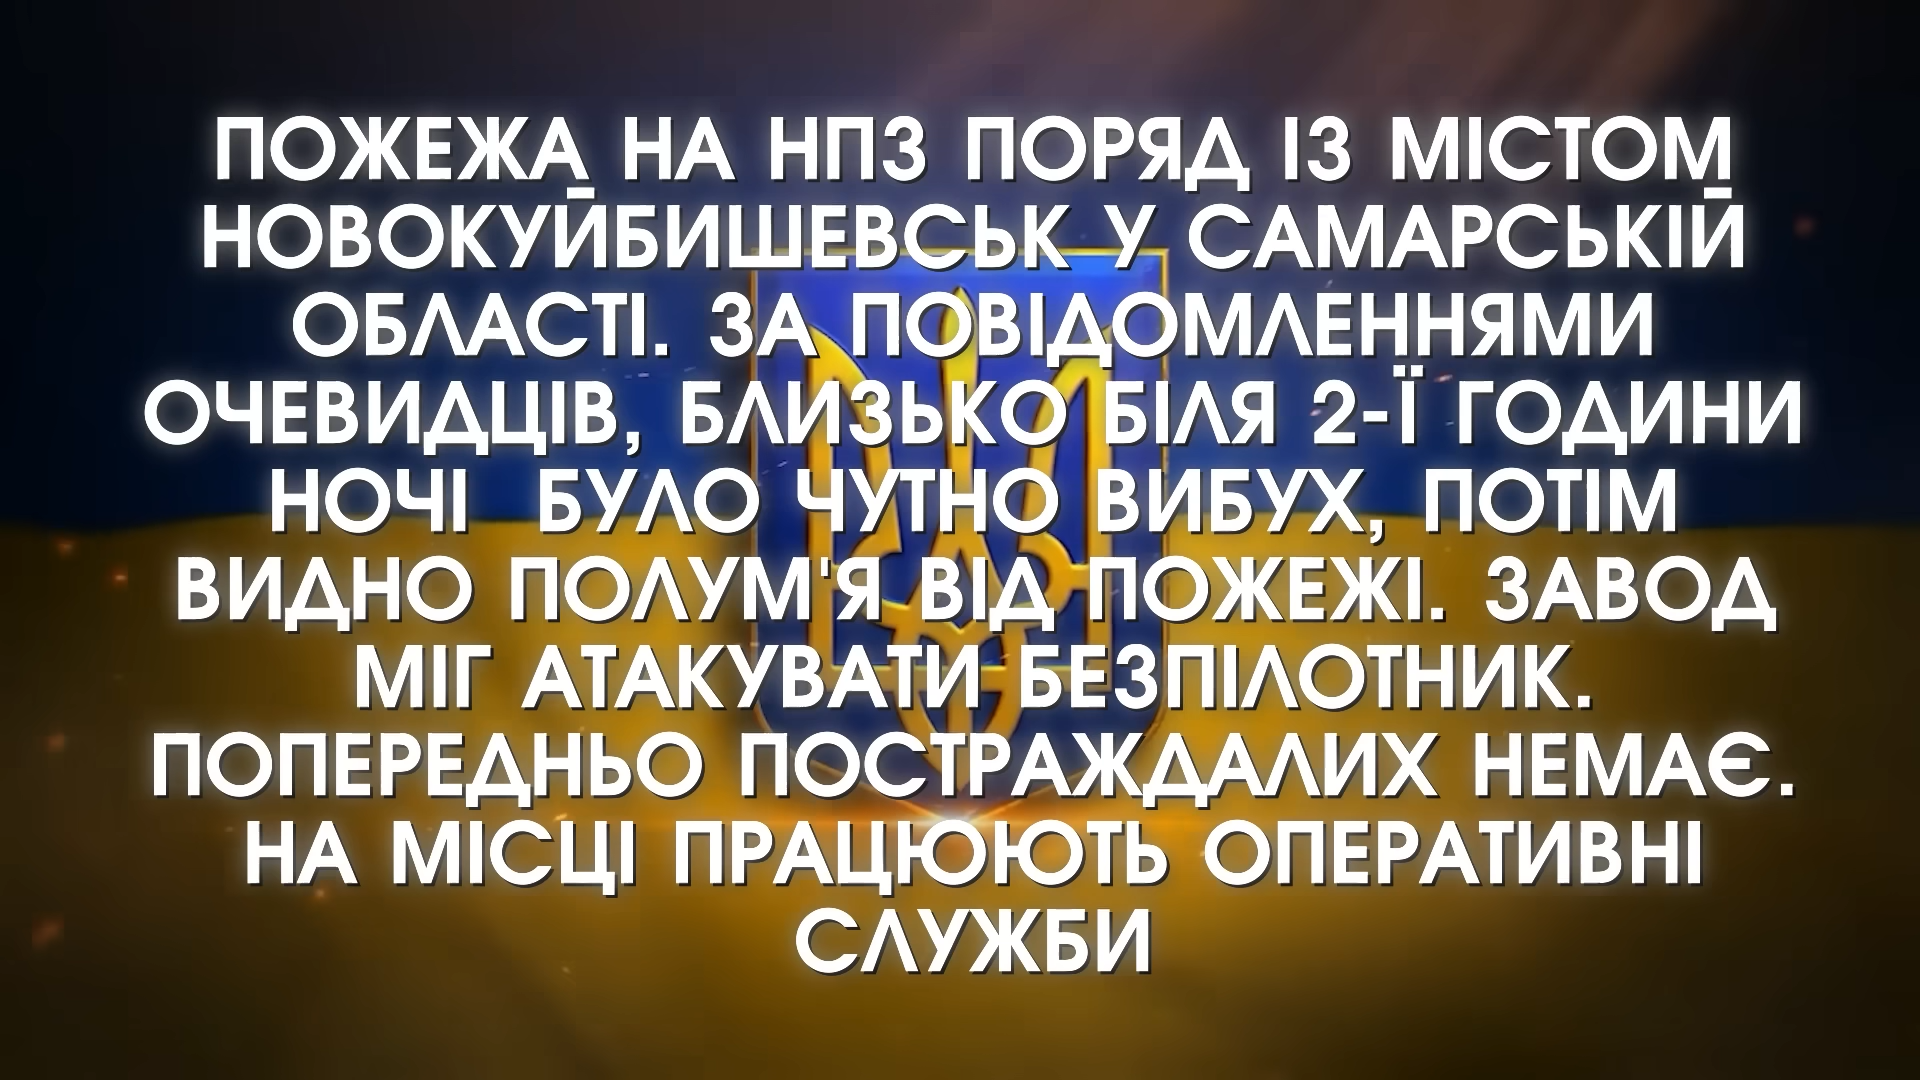 ПОЖЕЖА НА НПЗ ПОРЯД ІЗ МІСТОМ
НОВОКУЙБИШЕВСЬК У САМАРСЬКІЙ
ОБЛАСТІ. ЗА ПОВІДОМЛЕННЯМИ
ОЧЕВИДЦІВ, БЛИЗЬКО БІЛЯ 2-Ї ГОДИНИ
НОЧІ  БУЛО ЧУТНО ВИБУХ, ПОТІМ
ВИДНО ПОЛУМ'Я ВІД ПОЖЕЖІ. ЗАВОД
МІГ АТАКУВАТИ БЕЗПІЛОТНИК.
ПОПЕРЕДНЬО ПОСТРАЖДАЛИХ НЕМАЄ.
НА МІСЦІ ПРАЦЮЮТЬ ОПЕРАТИВНІ
СЛУЖБИ